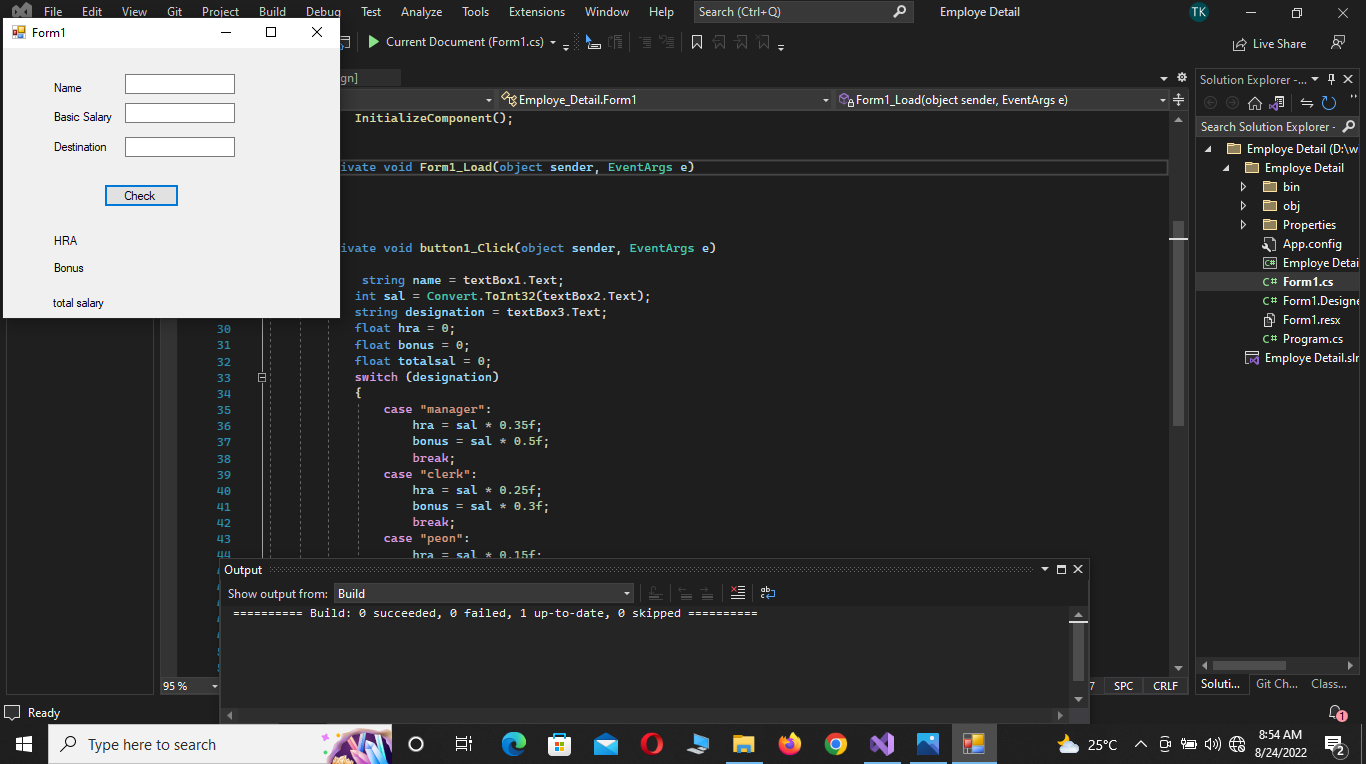 File Edit View Git Project Build Debug Test Analyze Tools Extensions Window Help Search (Ctrl+Q) Employe Detail TK
Form1
Current Document (Form1.cs) Live Share
Name
Basic Salary
Destination
Check
HRA
Bonus
total salary
gn]
Employe_Detail.Form1 Form1_Load(object sender, EventArgs e)
InitializeComponent();
ivate void Form1_Load(object sender, EventArgs e)
ivate void button1_Click(object sender, EventArgs e)
string name = textBox1.Text;
int sal = Convert.ToInt32(textBox2.Text);
string designation = textBox3.Text;
30 float hra = 0;
31 float bonus = 0;
32 float totalsal = 0;
33 switch (designation)
34 {
35 case "manager":
36 hra = sal * 0.35f;
37 bonus = sal * 0.5f;
38 break;
39 case "clerk":
40 hra = sal * 0.25f;
41 bonus = sal * 0.3f;
42 break;
43 case "peon":
44 hra = sal * 0.15f;
95 %
SPC CRLF
Output
Show output from: Build
========== Build: 0 succeeded, 0 failed, 1 up-to-date, 0 skipped ==========
Solution Explorer -...
Search Solution Explorer -
Employe Detail (D:\w
Employe Detail
bin
obj
Properties
App.config
Employe Detai
C# Form1.cs
C# Form1.Designe
Form1.resx
C# Program.cs
Employe Detail.sln
Soluti... Git Ch... Class...
Ready 1
Type here to search
25°C
8:54 AM
8/24/2022
2